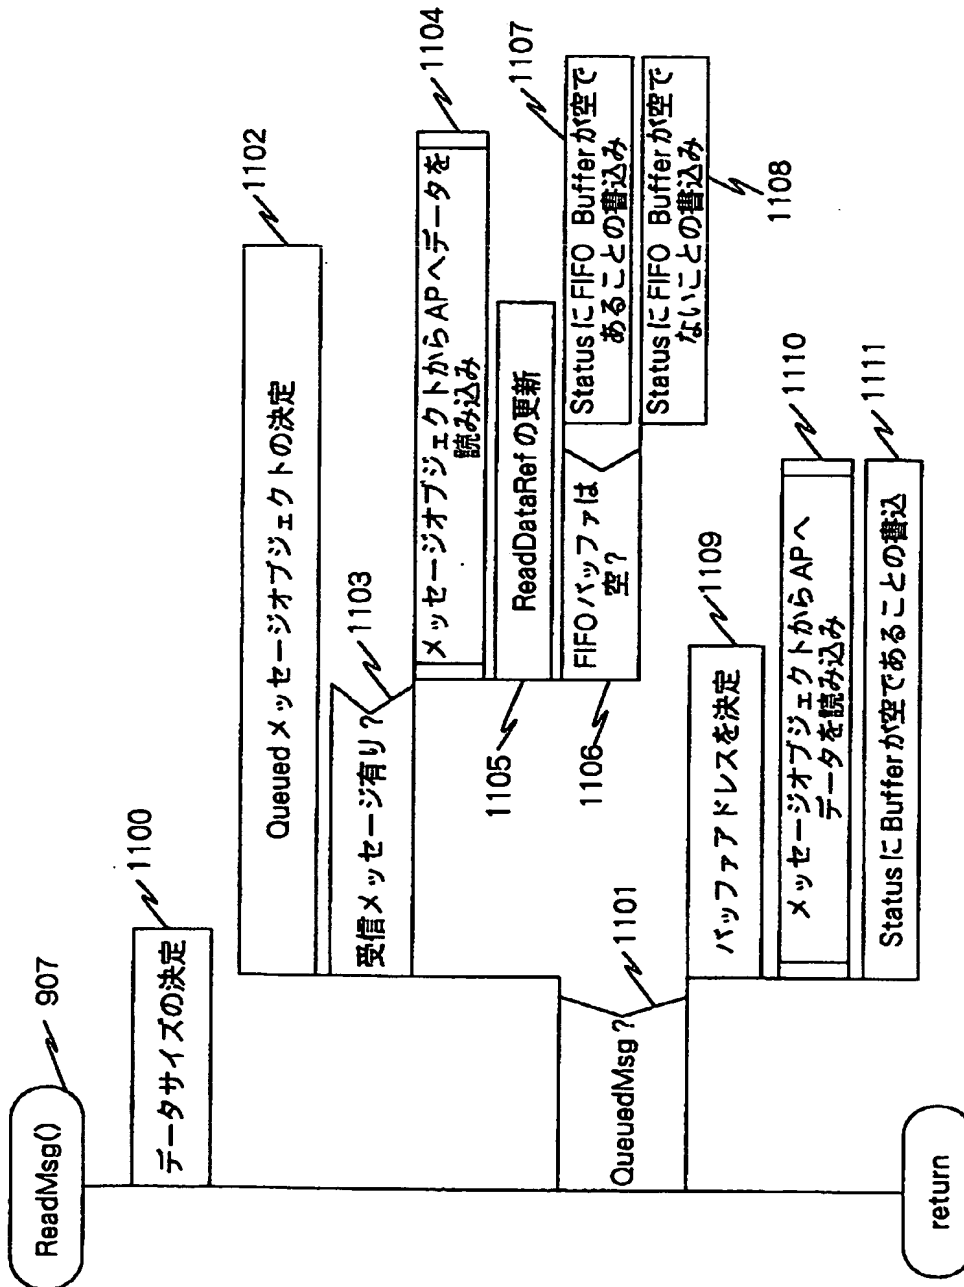 ReadMsg()
907
データサイズの決定
1100
QueuedMsg?
1101
Queuedメッセージオブジェクトの決定
1102
受信メッセージ有り?
1103
メッセージオブジェクトからAPへデータを
読み込み
1104
ReadDataRefの更新
1105
FIFOバッファは
空?
1106
StatusにFIFO Bufferが空で
あることの書込み
1107
StatusにFIFO Bufferが空で
ないことの書込み
1108
バッファアドレスを決定
1109
メッセージオブジェクトからAPへ
データを読み込み
1110
StatusにBufferが空であることの書込
1111
return